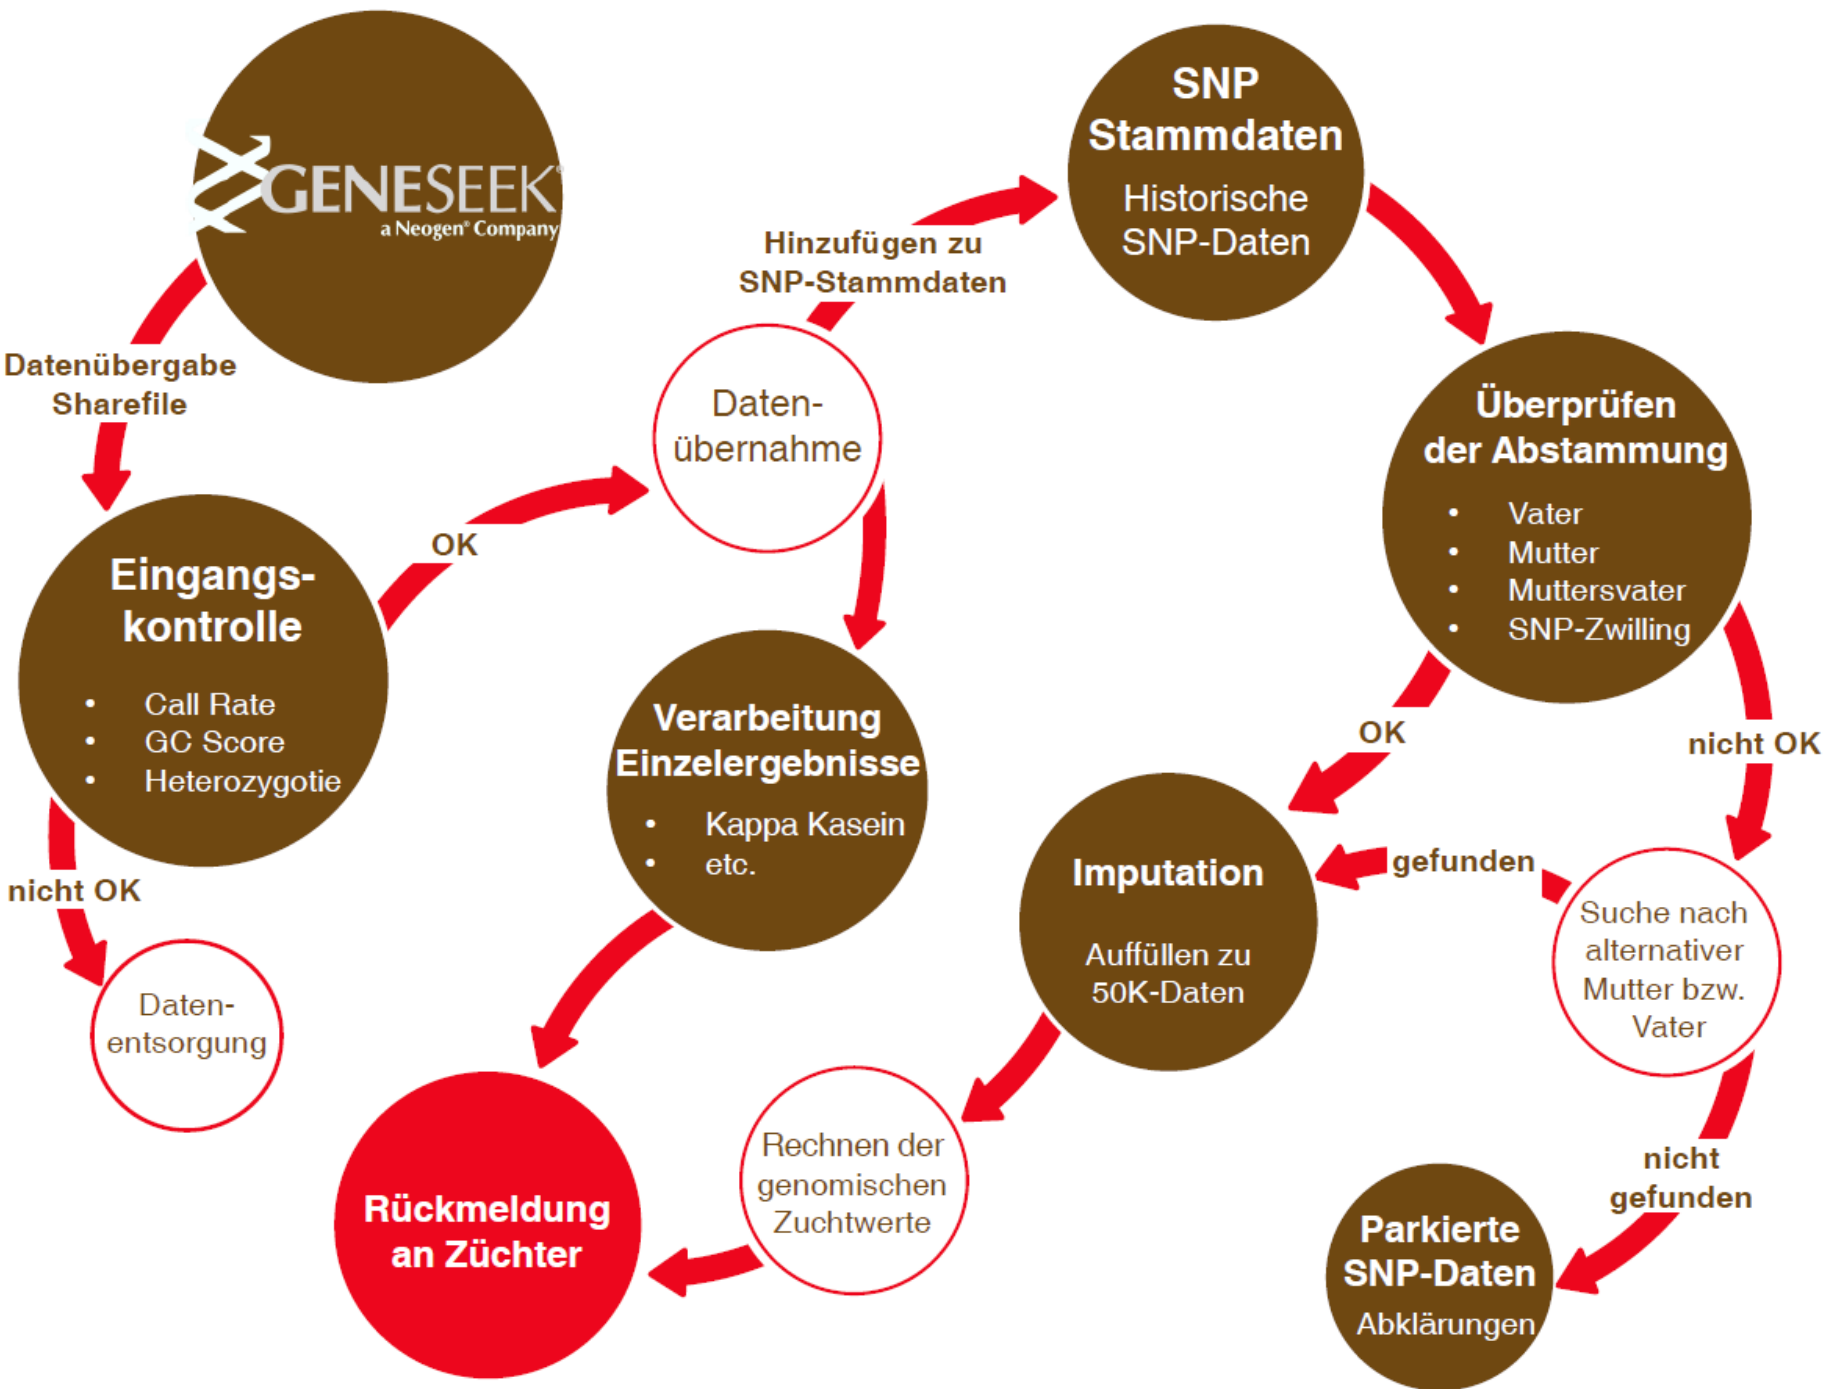 GENESEEK®
a Neogen® Company
Datenübergabe
Sharefile
Eingangs-
kontrolle
• Call Rate
• GC Score
• Heterozygotie
nicht OK
Daten-
entsorgung
OK
Daten-
übernahme
Hinzufügen zu
SNP-Stammdaten
SNP
Stammdaten
Historische
SNP-Daten
Überprüfen
der Abstammung
• Vater
• Mutter
• Muttersvater
• SNP-Zwilling
OK
nicht OK
Suche nach
alternativer
Mutter bzw.
Vater
gefunden
nicht
gefunden
Parkierte
SNP-Daten
Abklärungen
Imputation
Auffüllen zu
50K-Daten
Rechnen der
genomischen
Zuchtwerte
Verarbeitung
Einzelergebnisse
• Kappa Kasein
• etc.
Rückmeldung
an Züchter